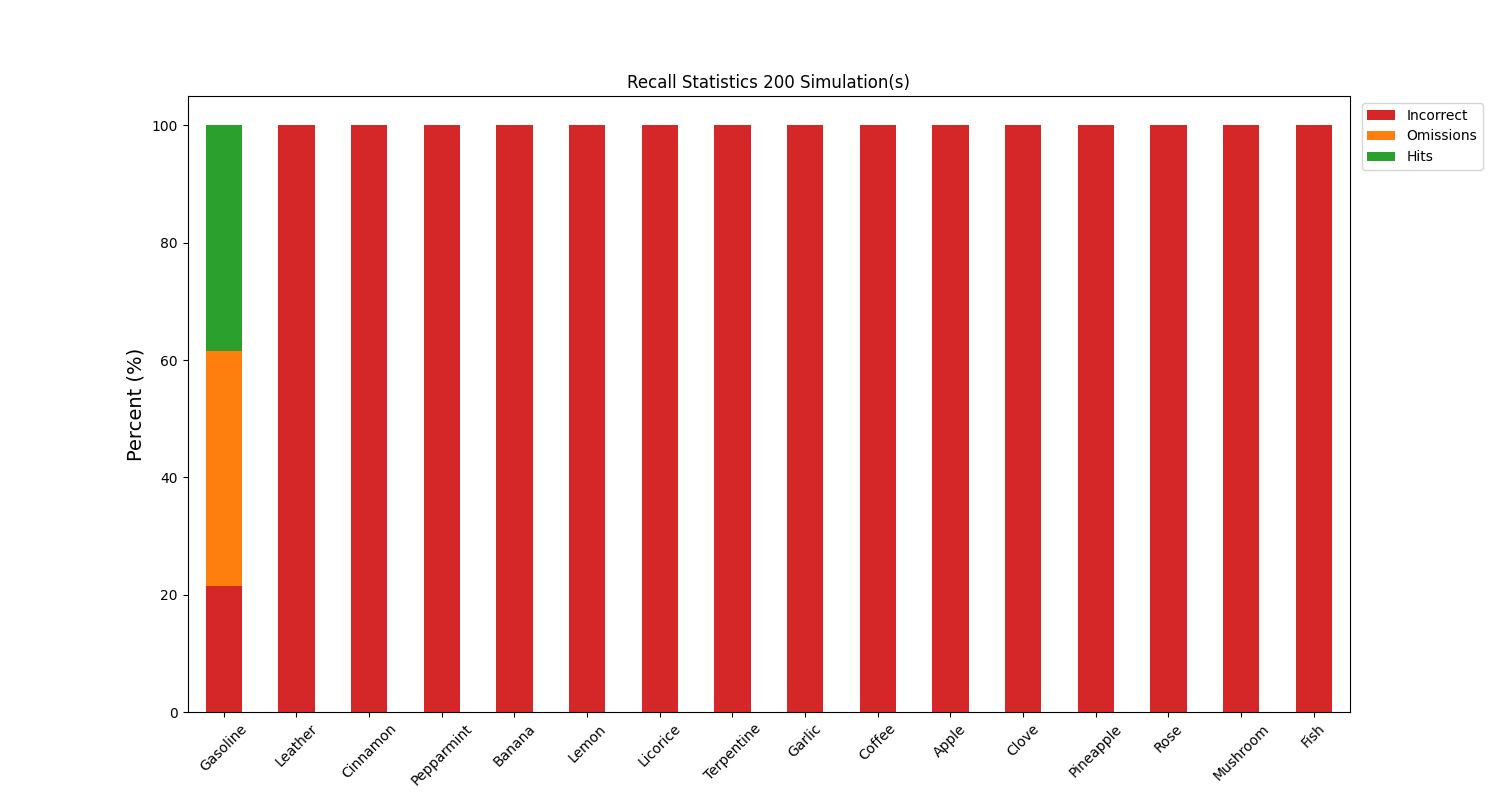 Recall Statistics 200 Simulation(s)
Incorrect
Omissions
Hits
Percent (%)
100
80
60
40
20
0
Gasoline
Leather
Cinnamon
Pepparmint
Banana
Lemon
Licorice
Terpentine
Garlic
Coffee
Apple
Clove
Pineapple
Rose
Mushroom
Fish